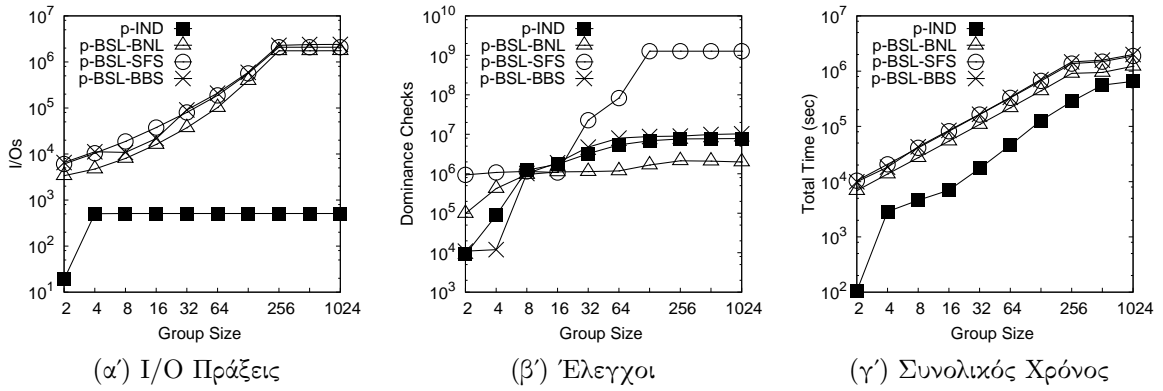 p-IND
p-BSL-BNL
p-BSL-SFS
p-BSL-BBS
10^7
10^6
10^5
10^4
10^3
10^2
10^1
I/Os
2 4 8 16 32 64 256 1024
Group Size
(α΄) I/O Πράξεις
p-IND
p-BSL-BNL
p-BSL-SFS
p-BSL-BBS
10^10
10^9
10^8
10^7
10^6
10^5
10^4
10^3
Dominance Checks
2 4 8 16 32 64 256 1024
Group Size
(β΄) Έλεγχοι
p-IND
p-BSL-BNL
p-BSL-SFS
p-BSL-BBS
10^7
10^6
10^5
10^4
10^3
10^2
Total Time (sec)
2 4 8 16 32 64 256 1024
Group Size
(γ΄) Συνολικός Χρόνος